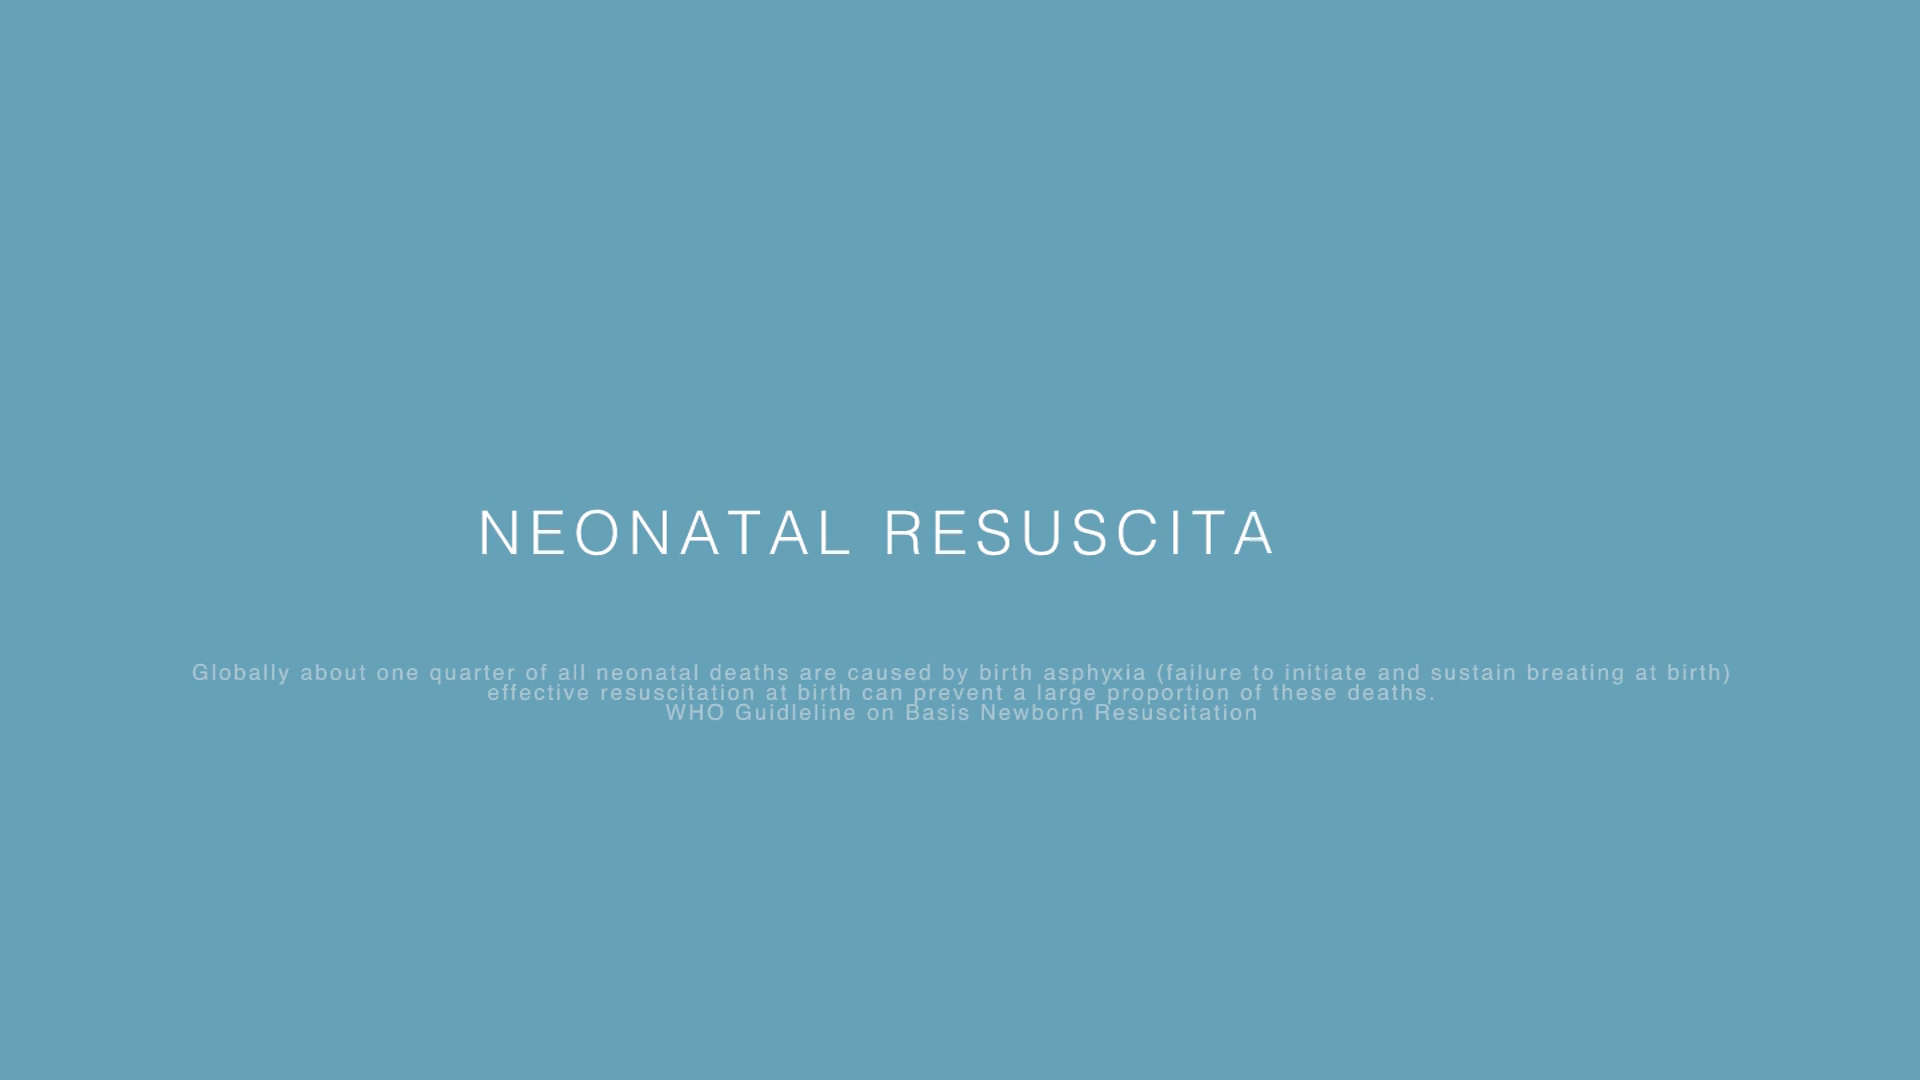 NEONATAL RESUSCITA
Globally about one quarter of all neonatal deaths are caused by birth asphyxia (failure to initiate and sustain breating at birth)
effective resuscitation at birth can prevent a large proportion of these deaths.
WHO Guidleline on Basis Newborn Resuscitation